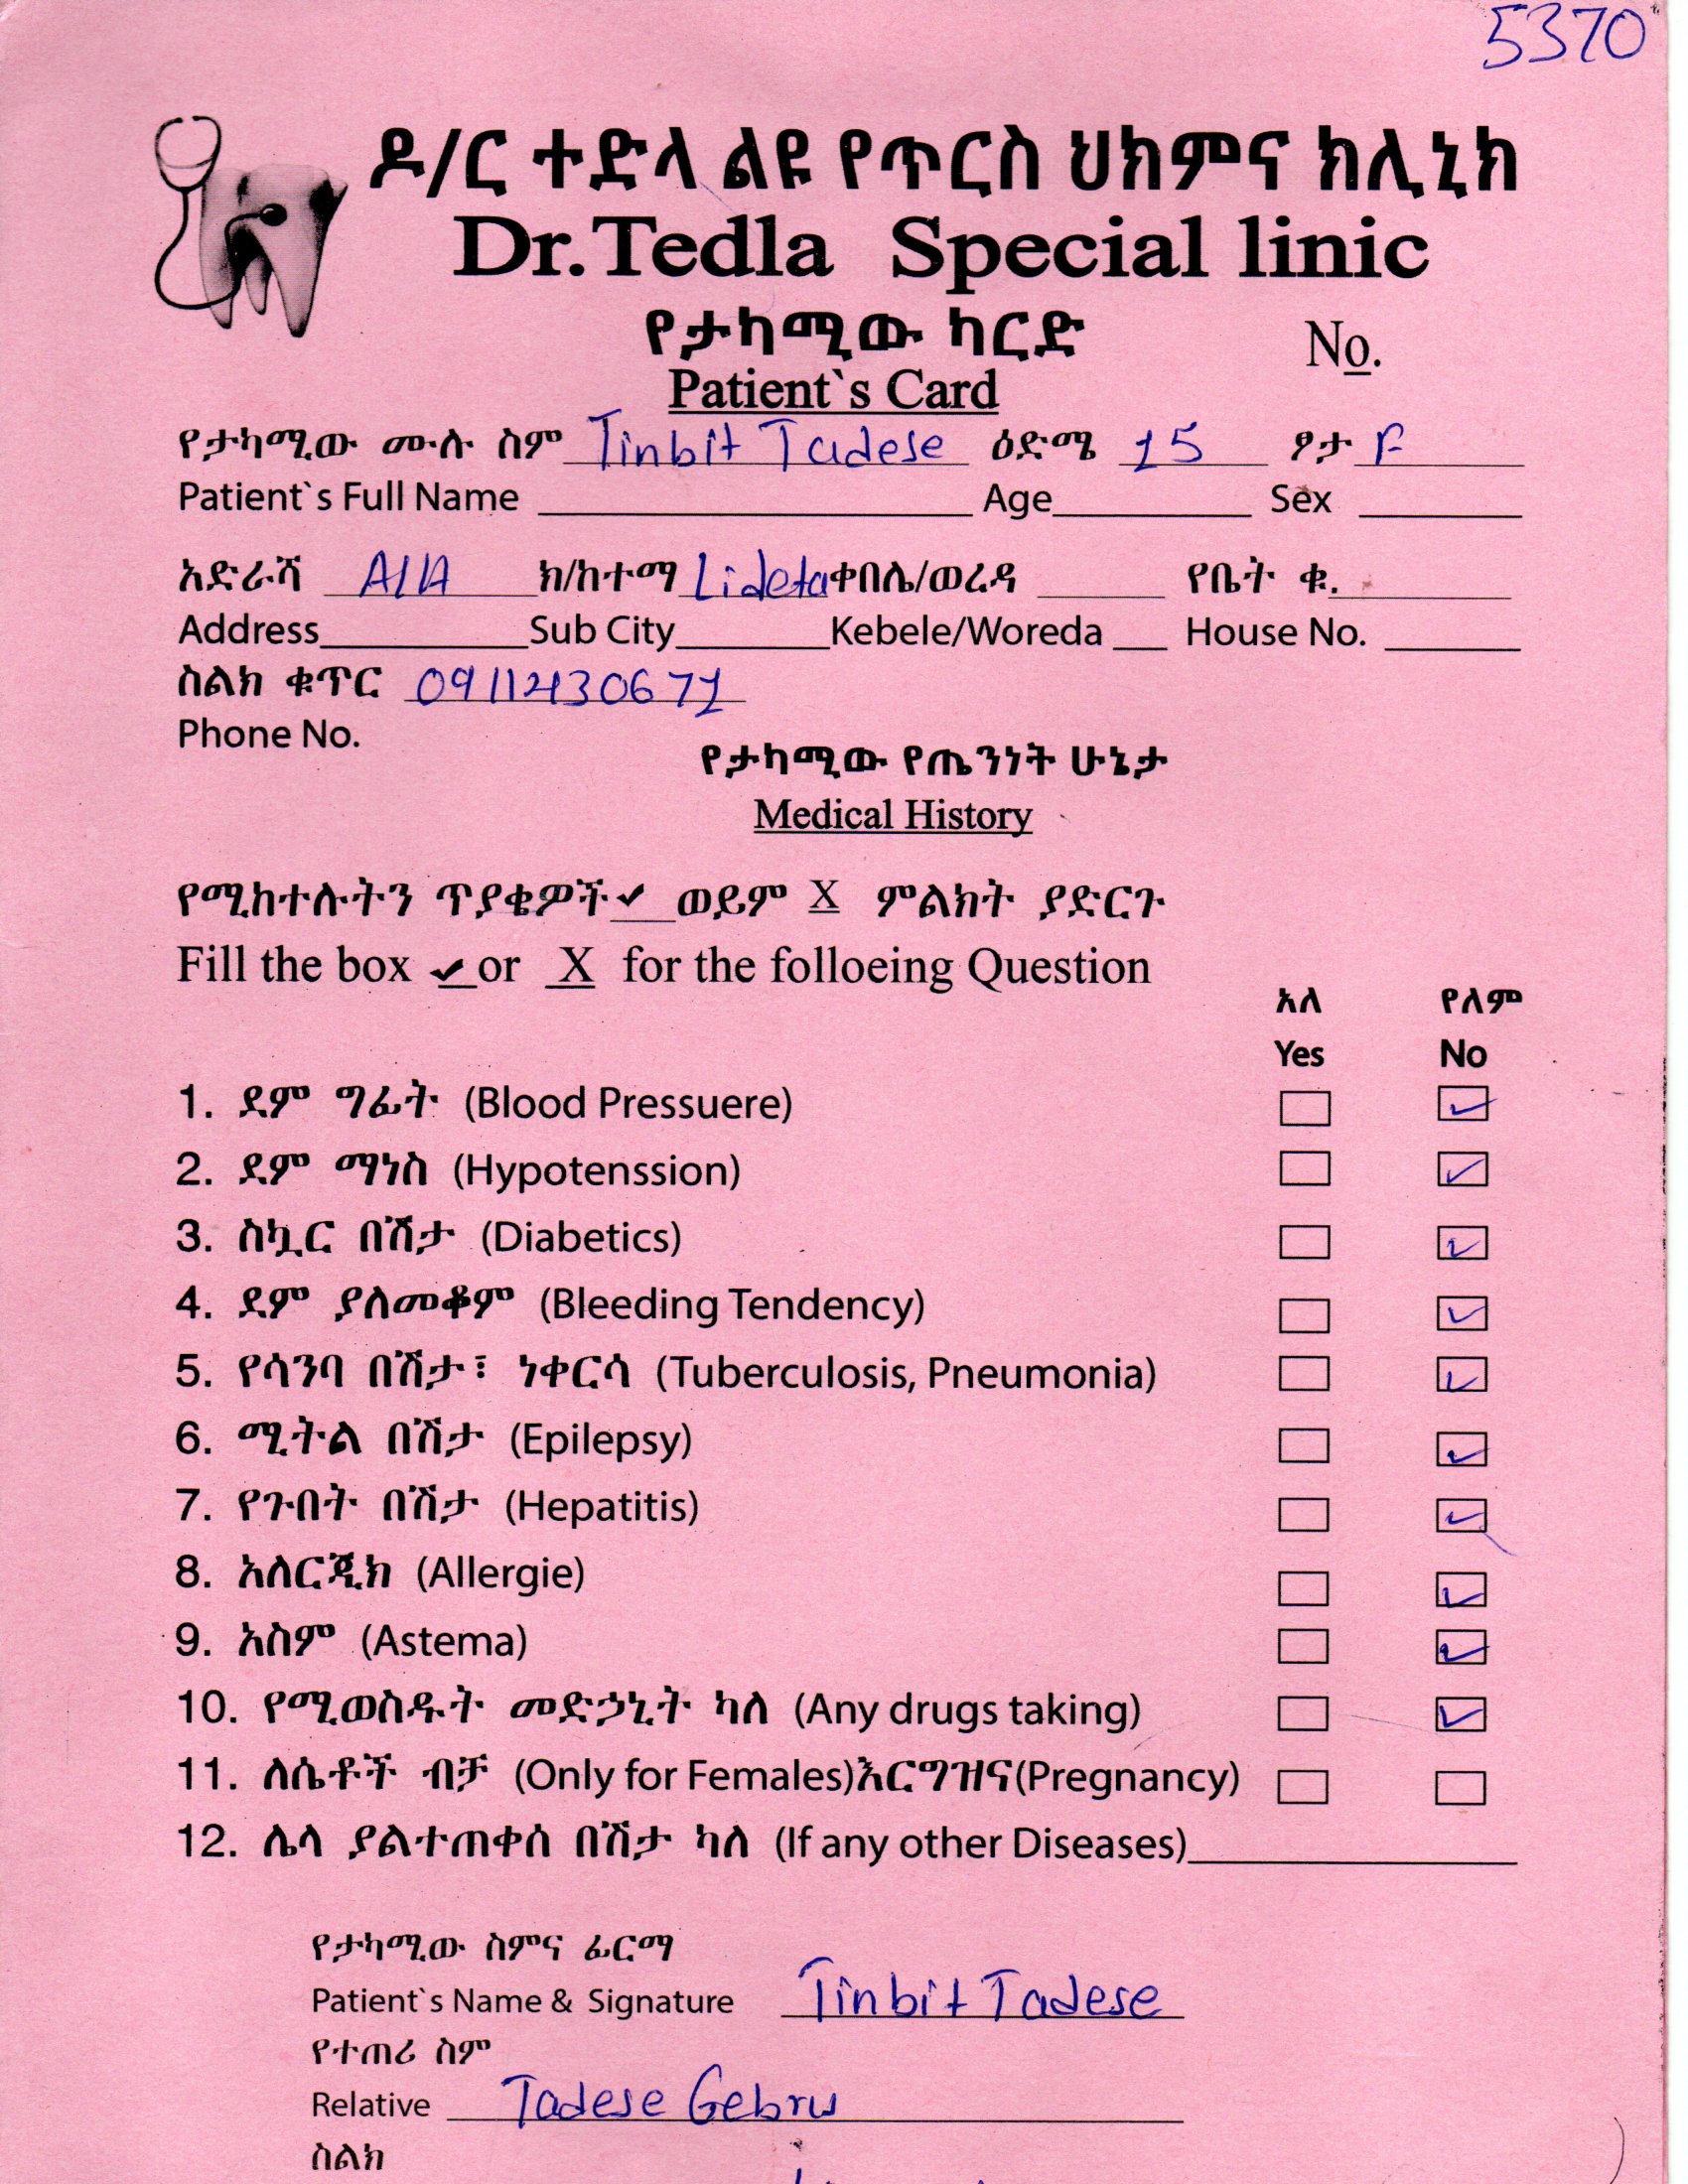 5370
ዶ/ር ተድላ ልዩ የጥርስ ህክምና ክሊኒክ
Dr.Tedla Special linic
የታካሚው ካርድ
No.
Patient`s Card
የታካሚው ሙሉ ስም Tinbit Tadese ዕድሜ 15 ፆታ F
Patient`s Full Name Age Sex
አድራሻ A/A ክ/ከተማ Lideta ቀበሌ/ወረዳ የቤት ቁ.
Address Sub City Kebele/Woreda House No.
ስልክ ቁጥር
Phone No.
የታካሚው የጤንነት ሁኔታ
Medical History
የሚከተሉትን ጥያቄዎች ✓ ወይም X ምልክት ያድርጉ
Fill the box ✓ or X for the folloeing Question
አለ የለም
Yes No
1. ደም ግፊት (Blood Pressuere) ✓
2. ደም ማነስ (Hypotenssion) ✓
3. ስኳር በሽታ (Diabetics) ✓
4. ደም ያለመቆም (Bleeding Tendency) ✓
5. የሳንባ በሽታ፣ ነቀርሳ (Tuberculosis, Pneumonia) ✓
6. ሚትል በሽታ (Epilepsy) ✓
7. የጉበት በሽታ (Hepatitis) ✓
8. አለርጂክ (Allergie) ✓
9. አስም (Astema) ✓
10. የሚወስዱት መድኃኒት ካለ (Any drugs taking) ✓
11. ለሴቶች ብቻ (Only for Females)እርግዝና(Pregnancy)
12. ሌላ ያልተጠቀሰ በሽታ ካለ (If any other Diseases)
የታካሚው ስምና ፊርማ
Patient`s Name & Signature Tinbit Tadese
የተጠሪ ስም
Relative Tadese Gebru
ስልክ